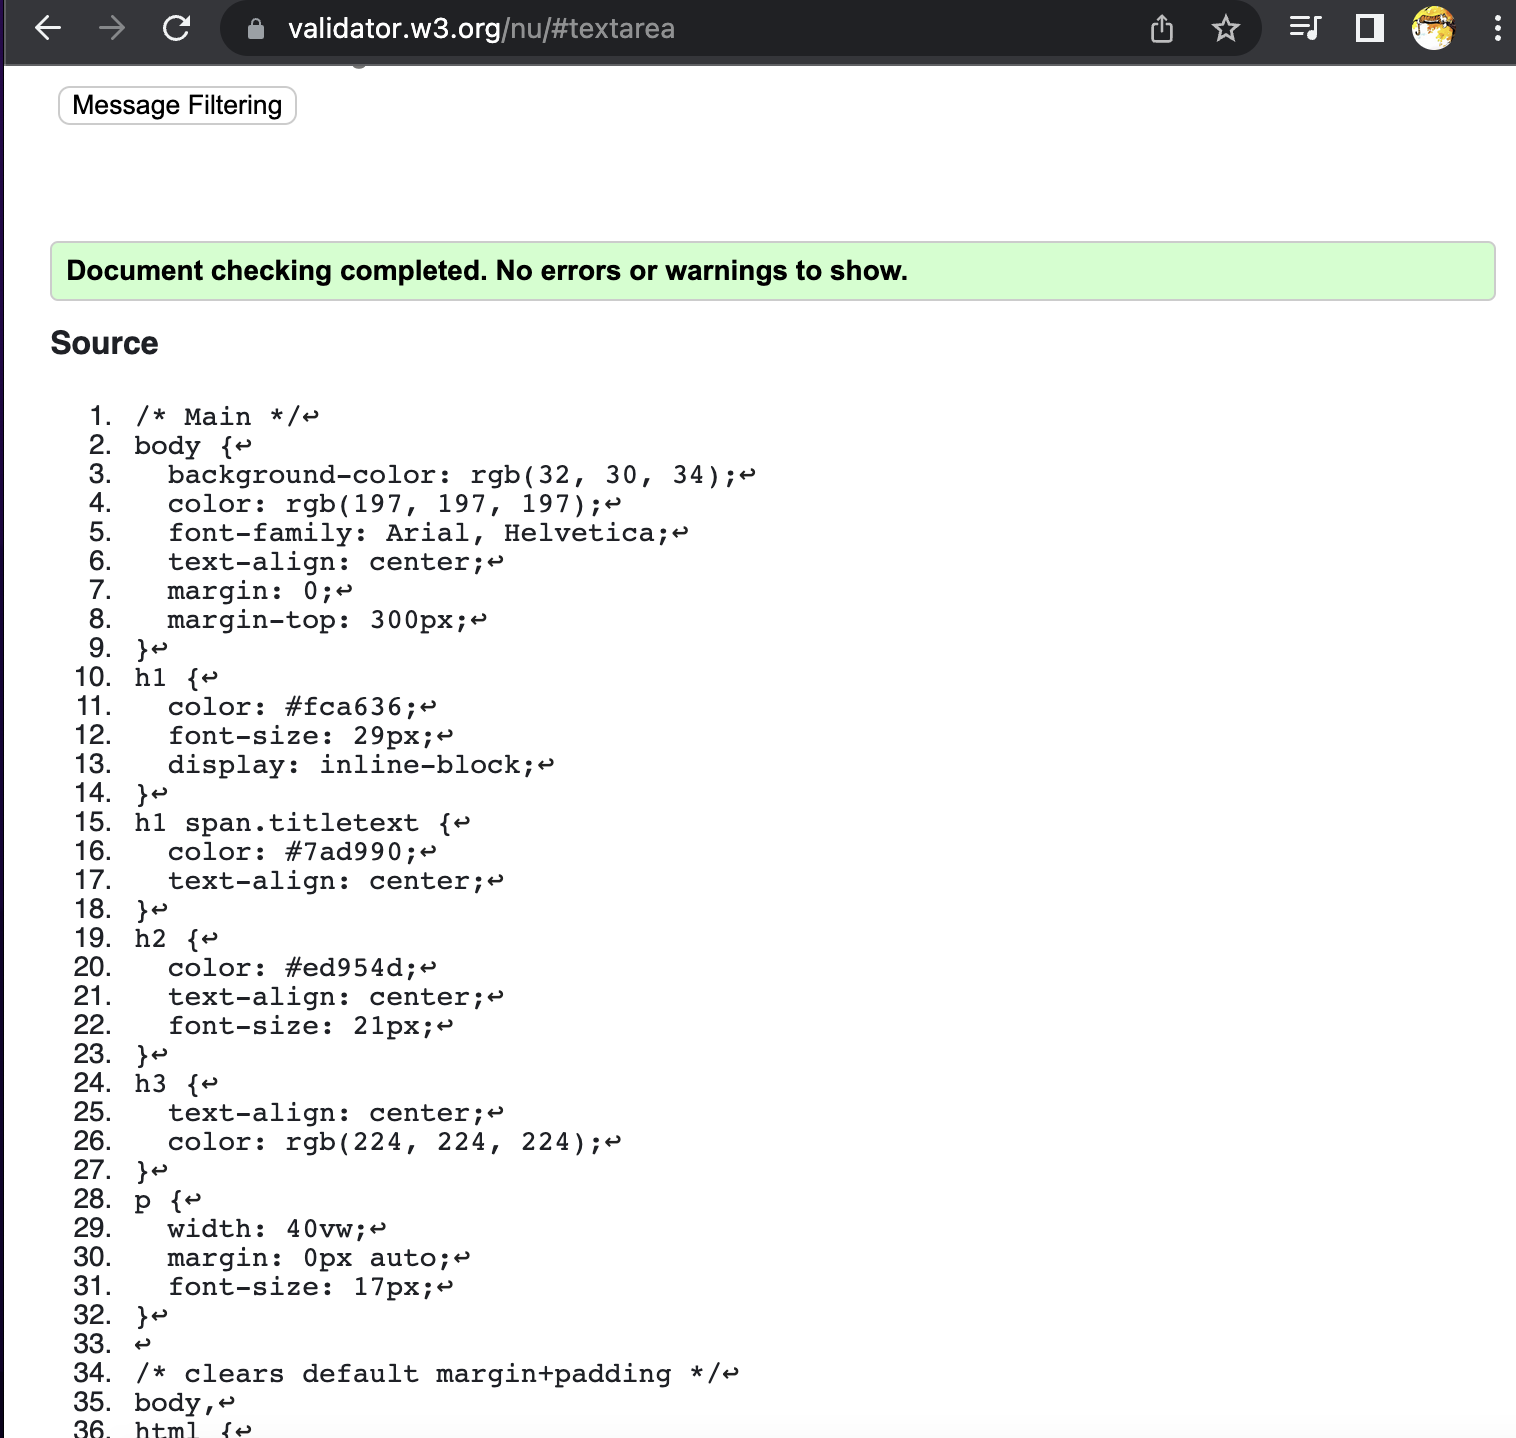 validator.w3.org/nu/#textarea
Message Filtering
Document checking completed. No errors or warnings to show.
Source
1. /* Main */↩
2. body {↩
3.   background-color: rgb(32, 30, 34);↩
4.   color: rgb(197, 197, 197);↩
5.   font-family: Arial, Helvetica;↩
6.   text-align: center;↩
7.   margin: 0;↩
8.   margin-top: 300px;↩
9. }↩
10. h1 {↩
11.   color: #fca636;↩
12.   font-size: 29px;↩
13.   display: inline-block;↩
14. }↩
15. h1 span.titletext {↩
16.   color: #7ad990;↩
17.   text-align: center;↩
18. }↩
19. h2 {↩
20.   color: #ed954d;↩
21.   text-align: center;↩
22.   font-size: 21px;↩
23. }↩
24. h3 {↩
25.   text-align: center;↩
26.   color: rgb(224, 224, 224);↩
27. }↩
28. p {↩
29.   width: 40vw;↩
30.   margin: 0px auto;↩
31.   font-size: 17px;↩
32. }↩
33. ↩
34. /* clears default margin+padding */↩
35. body,↩
36. html {↩